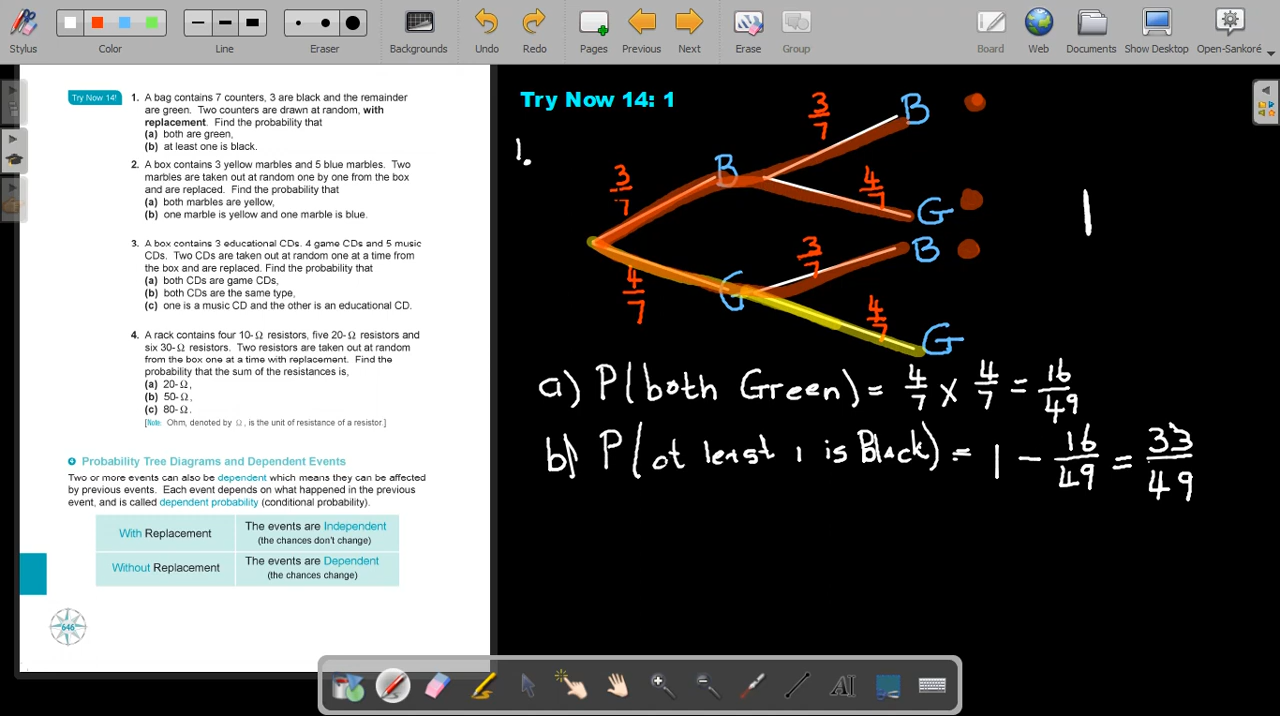 Stylus
Color
Line
Eraser
Backgrounds
Undo
Redo
Pages
Previous
Next
Erase
Group
Board
Web
Documents
Show Desktop
Open-Sankoré
Try Now 14!
1. A bag contains 7 counters, 3 are black and the remainder
are green. Two counters are drawn at random, with
replacement. Find the probability that
(a) both are green,
(b) at least one is black.
2. A box contains 3 yellow marbles and 5 blue marbles. Two
marbles are taken out at random one by one from the box
and are replaced. Find the probability that
(a) both marbles are yellow,
(b) one marble is yellow and one marble is blue.
3. A box contains 3 educational CDs. 4 game CDs and 5 music
CDs. Two CDs are taken out at random one at a time from
the box and are replaced. Find the probability that
(a) both CDs are game CDs,
(b) both CDs are the same type,
(c) one is a music CD and the other is an educational CD.
4. A rack contains four 10-Ω resistors, five 20-Ω resistors and
six 30-Ω resistors. Two resistors are taken out at random
from the box one at a time with replacement. Find the
probability that the sum of the resistances is,
(a) 20-Ω,
(b) 50-Ω,
(c) 80-Ω.
[Note: Ohm, denoted by Ω, is the unit of resistance of a resistor.]
Probability Tree Diagrams and Dependent Events
Two or more events can also be dependent which means they can be affected
by previous events. Each event depends on what happened in the previous
event, and is called dependent probability (conditional probability).
With Replacement
The events are Independent
(the chances don't change)
Without Replacement
The events are Dependent
(the chances change)
646
Try Now 14: 1
1.
3/7
B
3/7
B
4/7
G
4/7
G
3/7
B
4/7
G
1
a) P(both Green) = 4/7 x 4/7 = 16/49
b) P(at least 1 is Black) = 1 - 16/49 = 33/49
AI